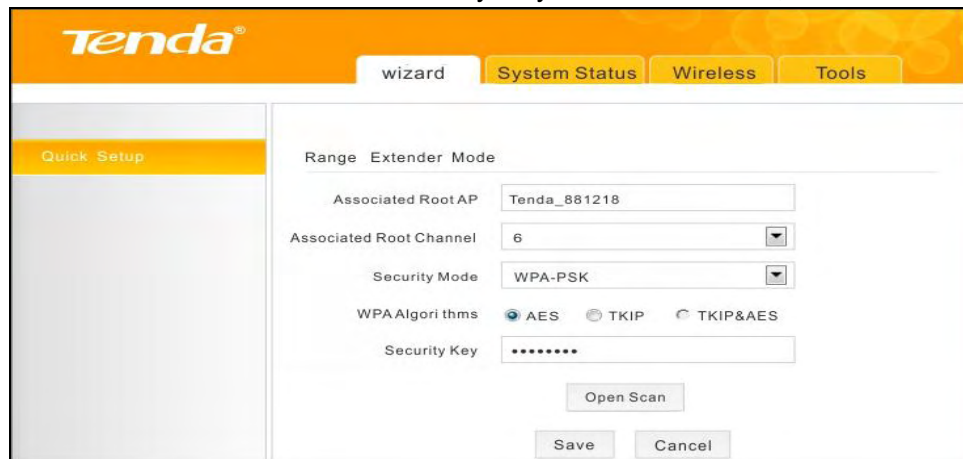 Tenda®
wizard System Status Wireless Tools
Quick Setup
Range Extender Mode
Associated Root AP Tenda_881218
Associated Root Channel 6
Security Mode WPA-PSK
WPA Algori thms AES TKIP TKIP&AES
Security Key ••••••••
Open Scan
Save Cancel